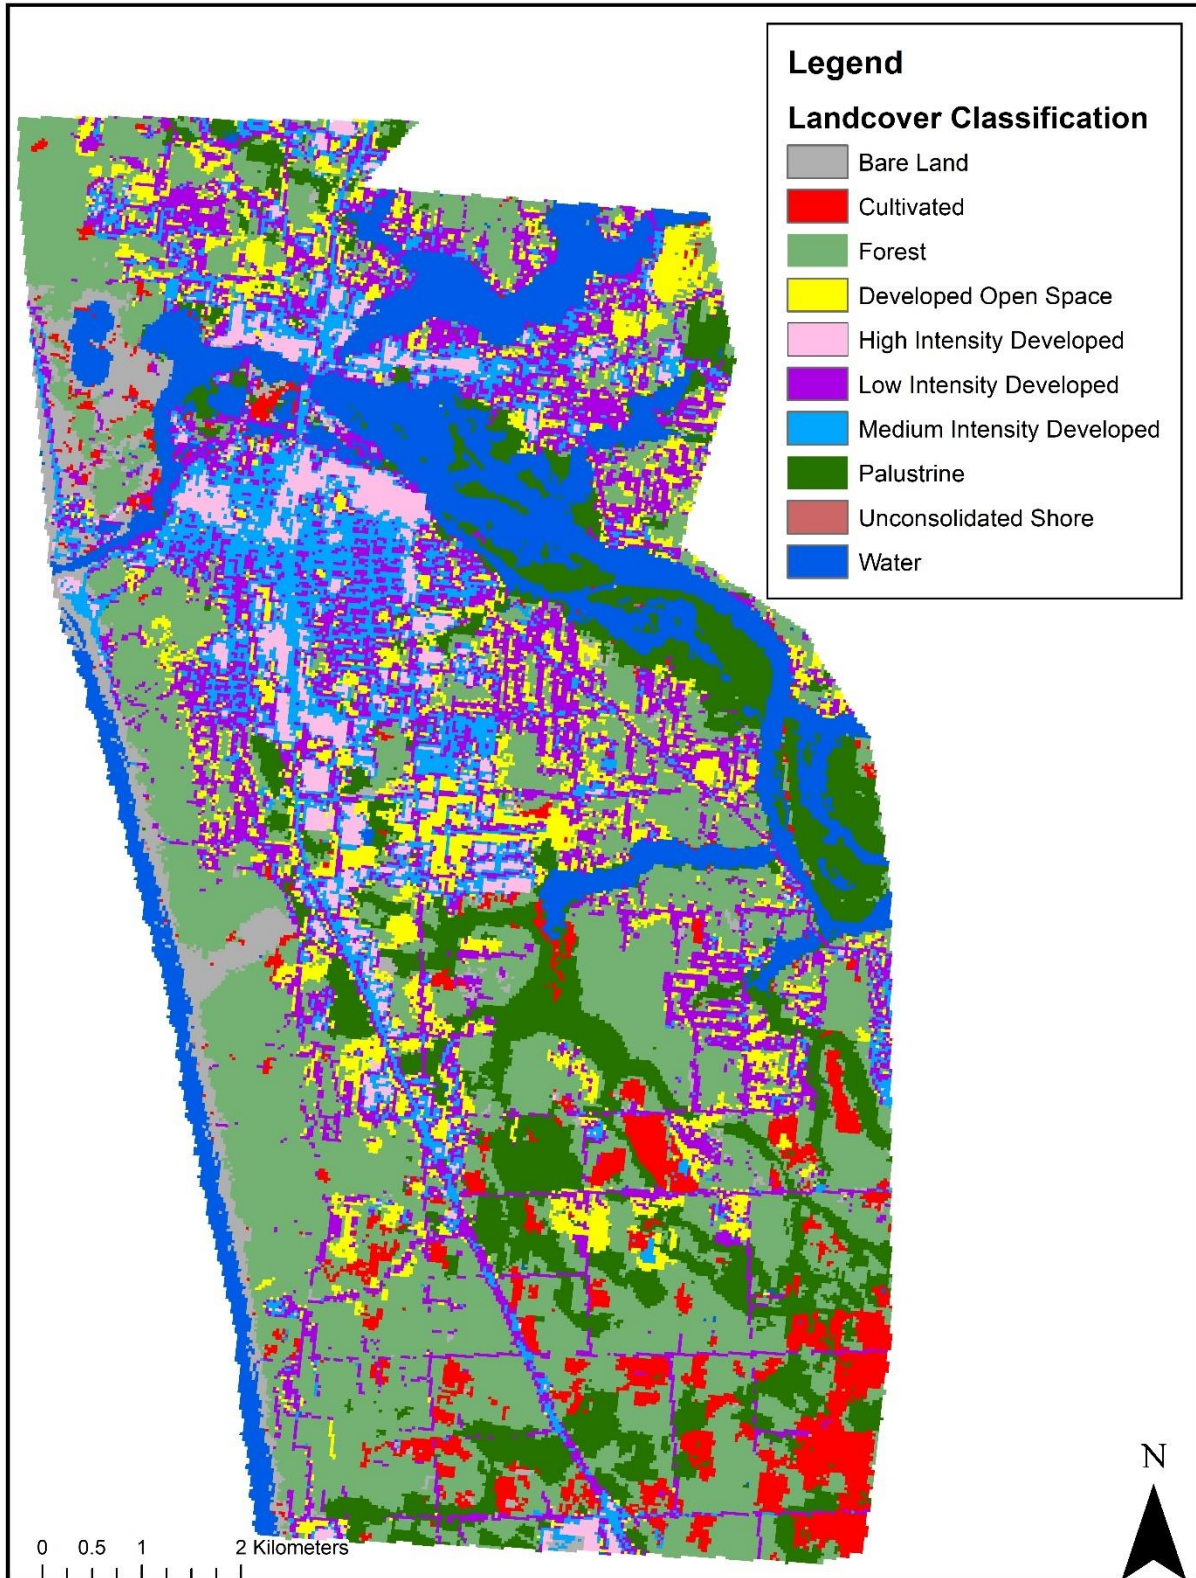 Legend
Landcover Classification
Bare Land
Cultivated
Forest
Developed Open Space
High Intensity Developed
Low Intensity Developed
Medium Intensity Developed
Palustrine
Unconsolidated Shore
Water
N
0 0.5 1 2 Kilometers